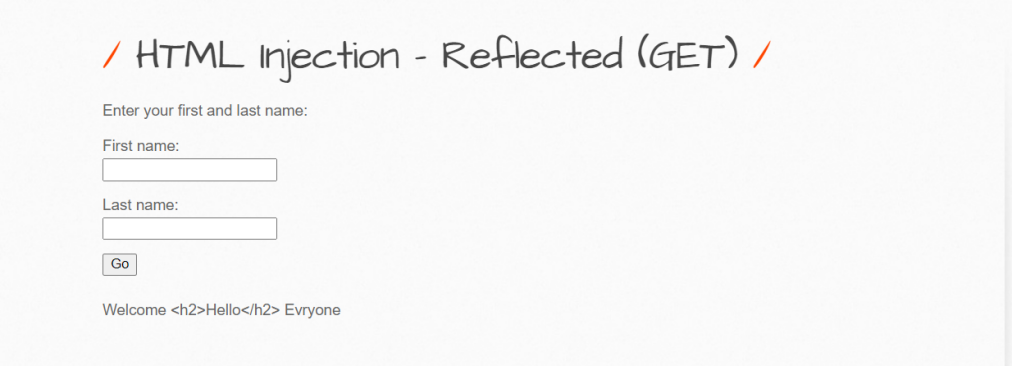 / HTML Injection - Reflected (GET) /
Enter your first and last name:
First name:
Last name:
Go
Welcome <h2>Hello</h2> Evryone